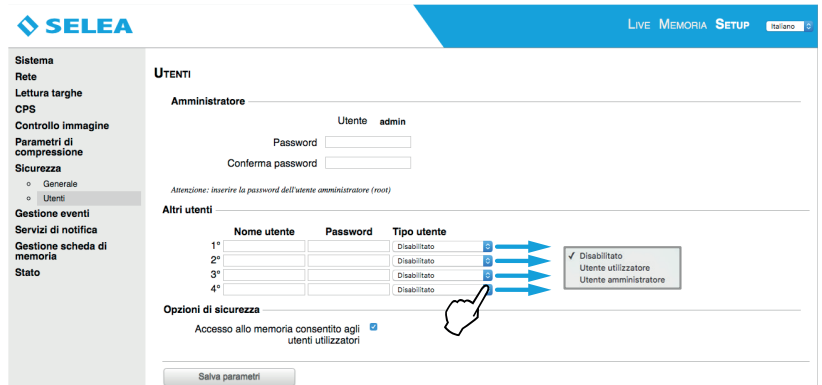 SELEA
LIVE MEMORIA SETUP Italiano
Sistema
Rete
Lettura targhe
CPS
Controllo immagine
Parametri di
compressione
Sicurezza
Generale
Utenti
Gestione eventi
Servizi di notifica
Gestione scheda di
memoria
Stato
UTENTI
Amministratore
Utente admin
Password
Conferma password
Attenzione: inserire la password dell'utente amministratore (root)
Altri utenti
Nome utente Password Tipo utente
1° Disabilitato
2° Disabilitato
3° Disabilitato
4° Disabilitato
✓ Disabilitato
Utente utilizzatore
Utente amministratore
Opzioni di sicurezza
Accesso allo memoria consentito agli
utenti utilizzatori
Salva parametri